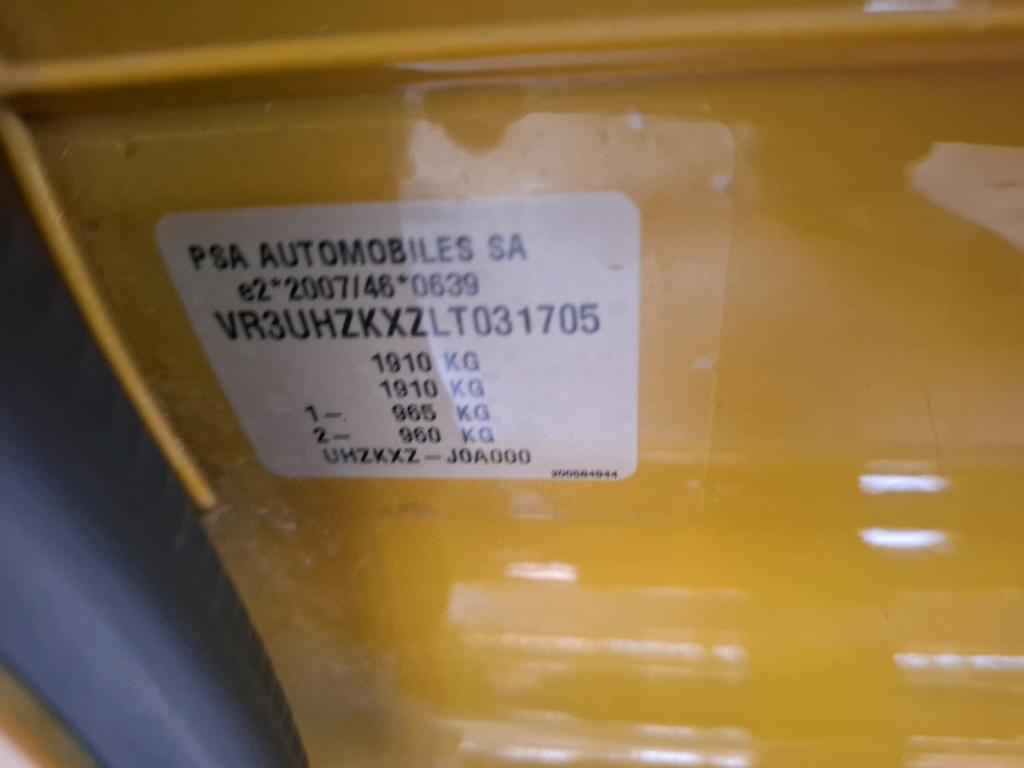 PSA AUTOMOBILES SA
e2*2007/46*0639
VR3UHZKXZLT031705
1910 KG
1910 KG
1- 965 KG
2- 960 KG
UHZKXZ-J0A000